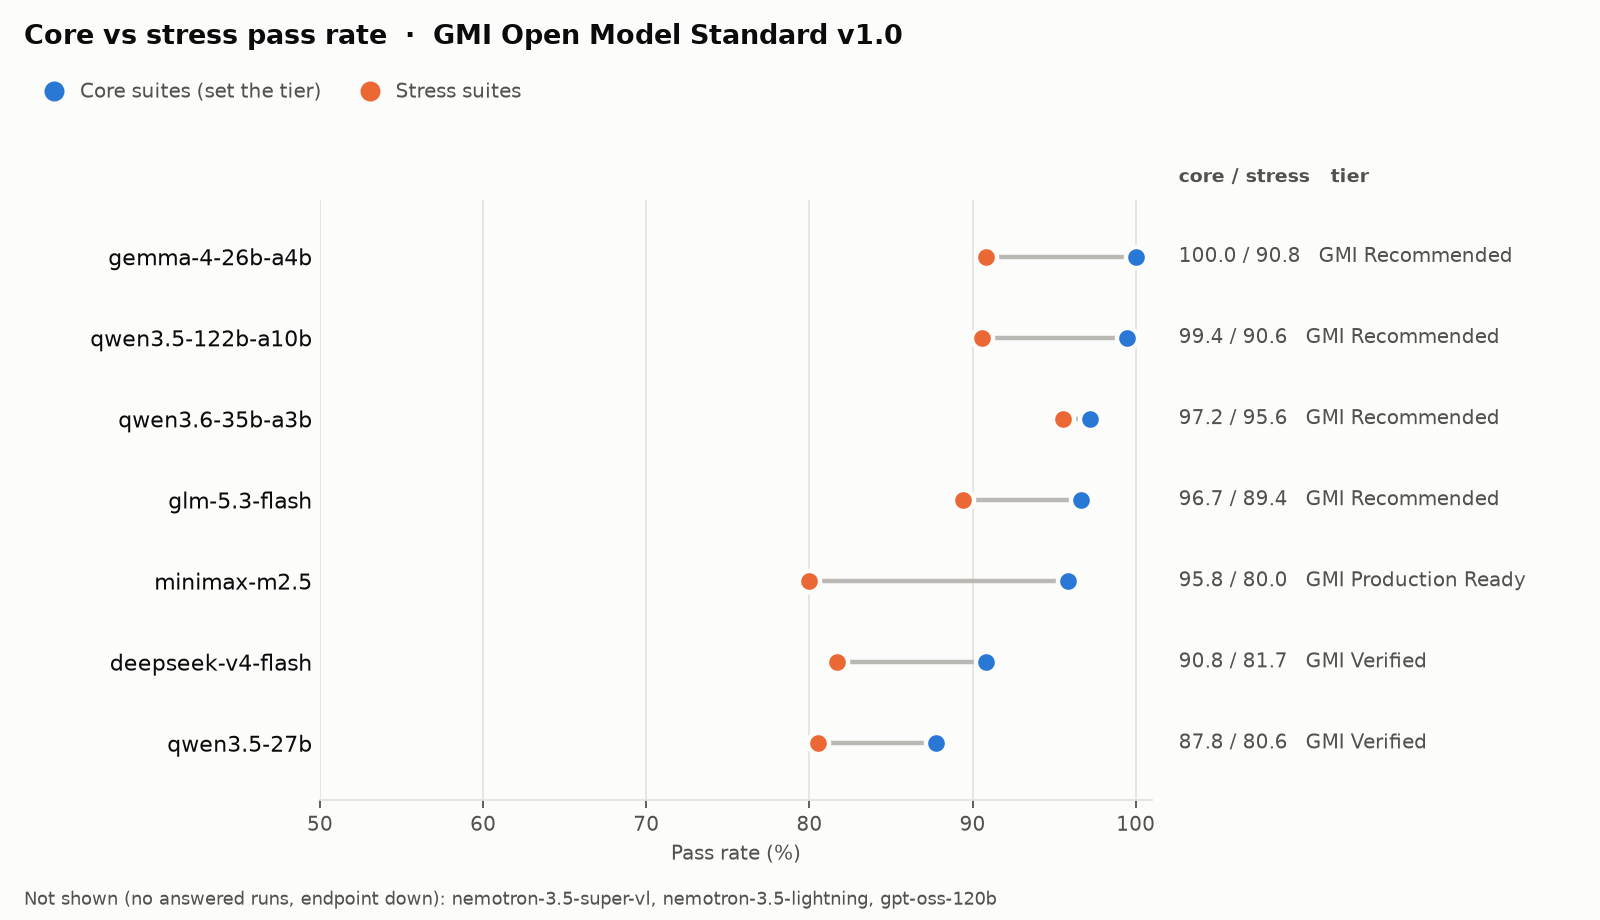 Core vs stress pass rate · GMI Open Model Standard v1.0
Core suites (set the tier) Stress suites
core / stress tier
gemma-4-26b-a4b 100.0 / 90.8 GMI Recommended
qwen3.5-122b-a10b 99.4 / 90.6 GMI Recommended
qwen3.6-35b-a3b 97.2 / 95.6 GMI Recommended
glm-5.3-flash 96.7 / 89.4 GMI Recommended
minimax-m2.5 95.8 / 80.0 GMI Production Ready
deepseek-v4-flash 90.8 / 81.7 GMI Verified
qwen3.5-27b 87.8 / 80.6 GMI Verified
50 60 70 80 90 100
Pass rate (%)
Not shown (no answered runs, endpoint down): nemotron-3.5-super-vl, nemotron-3.5-lightning, gpt-oss-120b